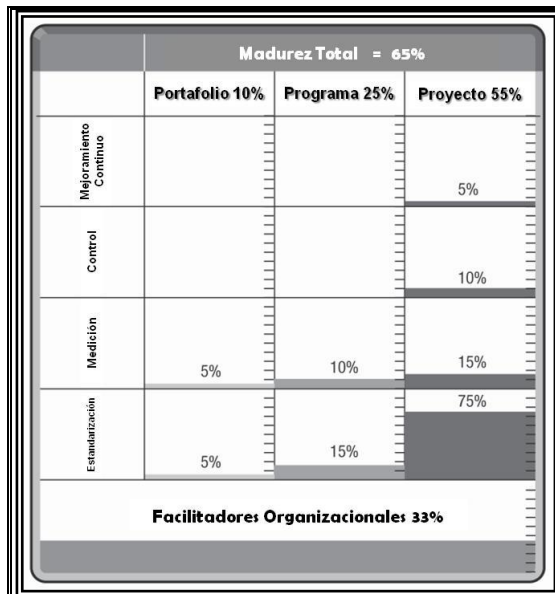 Madurez Total = 65%
Portafolio 10% Programa 25% Proyecto 55%
Mejoramiento
Continuo
5%
Control
10%
Medición
5% 10% 15%
Estandarización
5% 15% 75%
Facilitadores Organizacionales 33%